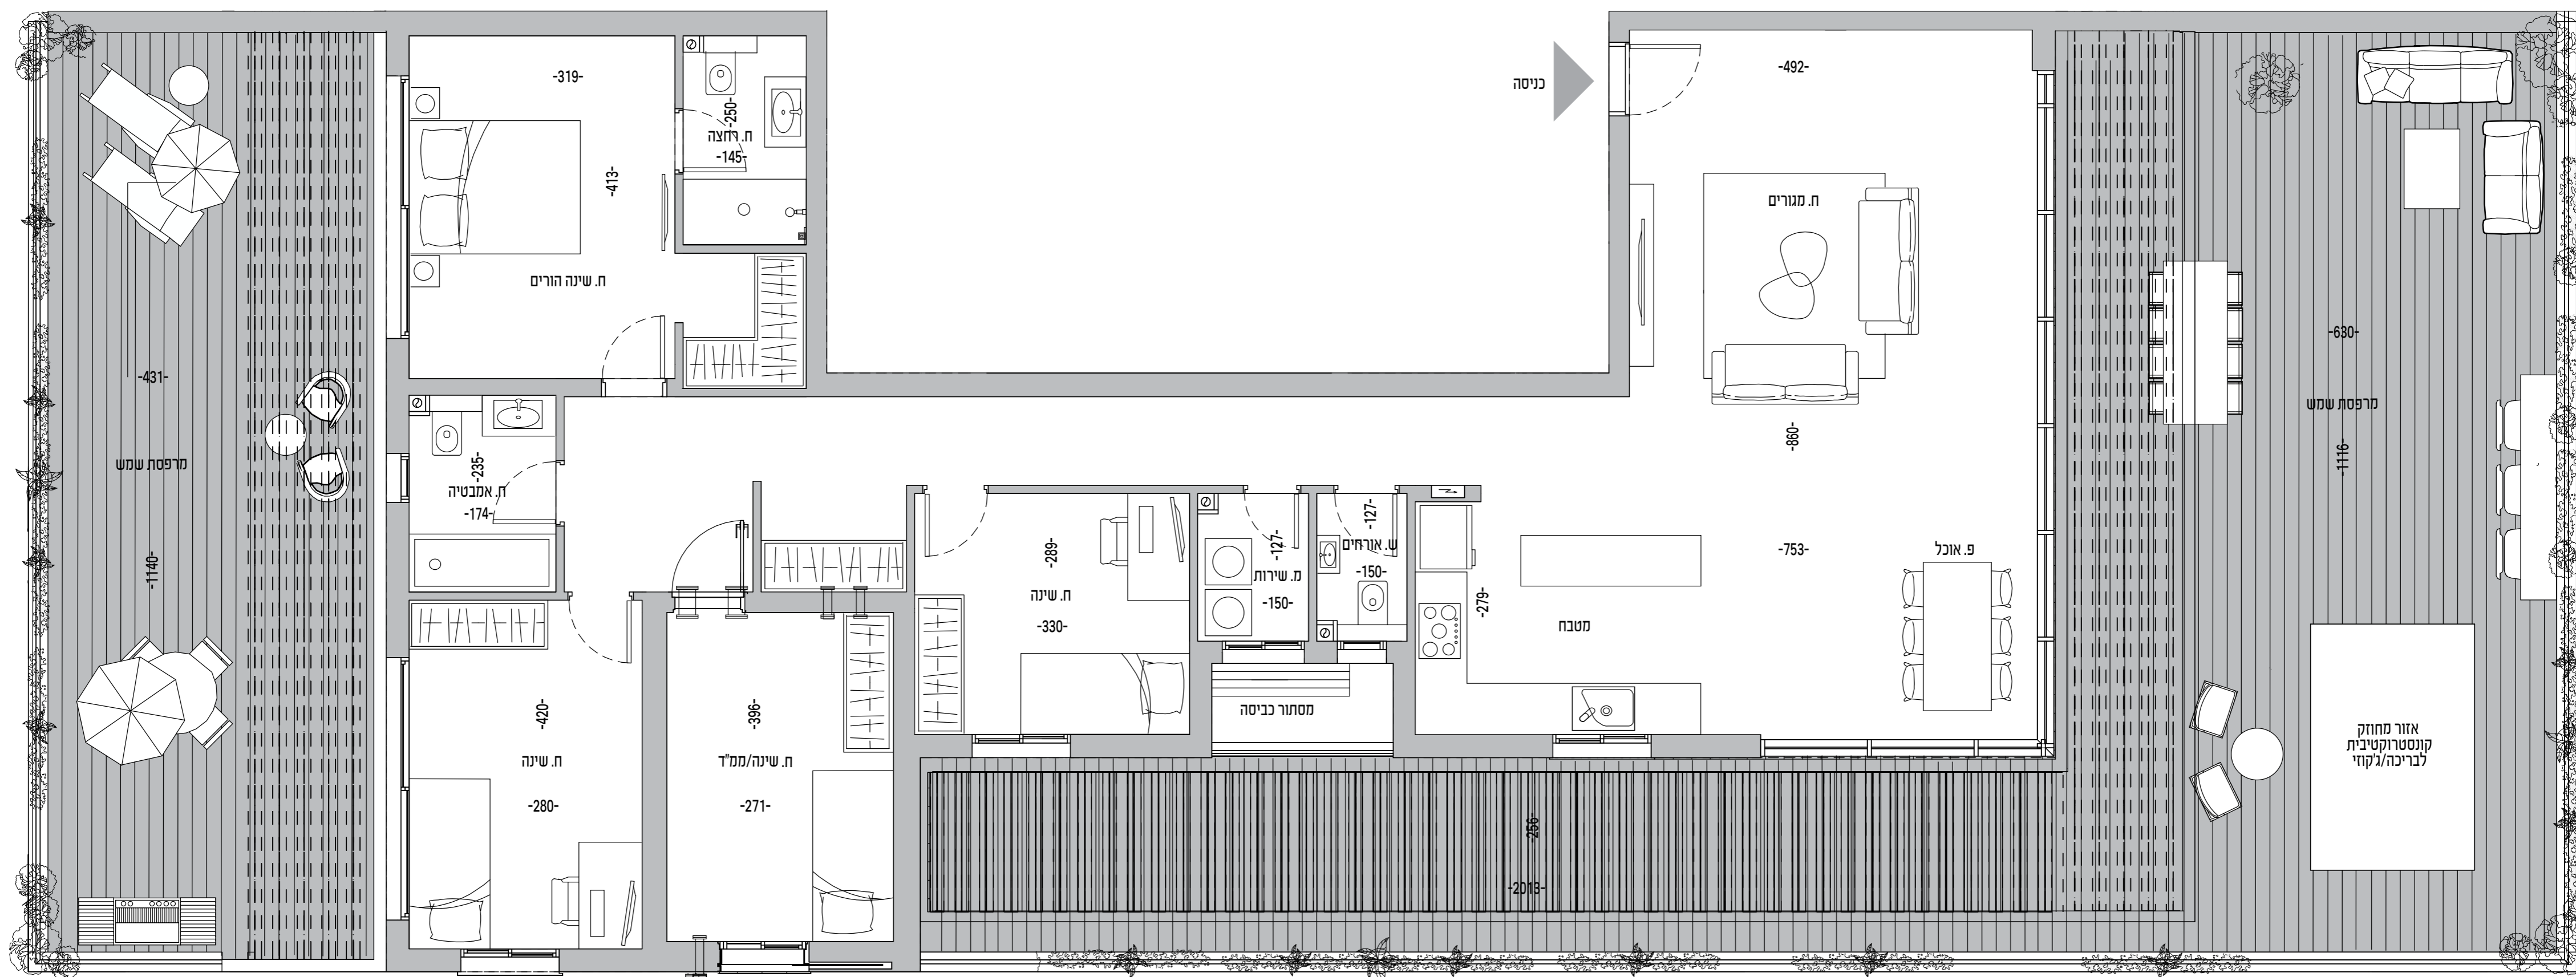 -319-
-413-
-250-
ח. רחצה
-145-
ח. שינה הורים
כניסה
-492-
ח. מגורים
-860-
-630-
מרפסת שמש
-1116-
-431-
מרפסת שמש
-1140-
-235-
ח. אמבטיה
-174-
-289-
ח. שינה
-330-
-127-
מ. שירות
-150-
-127-
ש. אורחים
-150-
-279-
מטבח
-753-
פ. אוכל
מסתור כביסה
-420-
ח. שינה
-280-
-396-
ח. שינה/ממ"ד
-271-
-256-
-2013-
אזור מחוזק
קונסטרוקטיבית
לבריכה/ג'קוזי